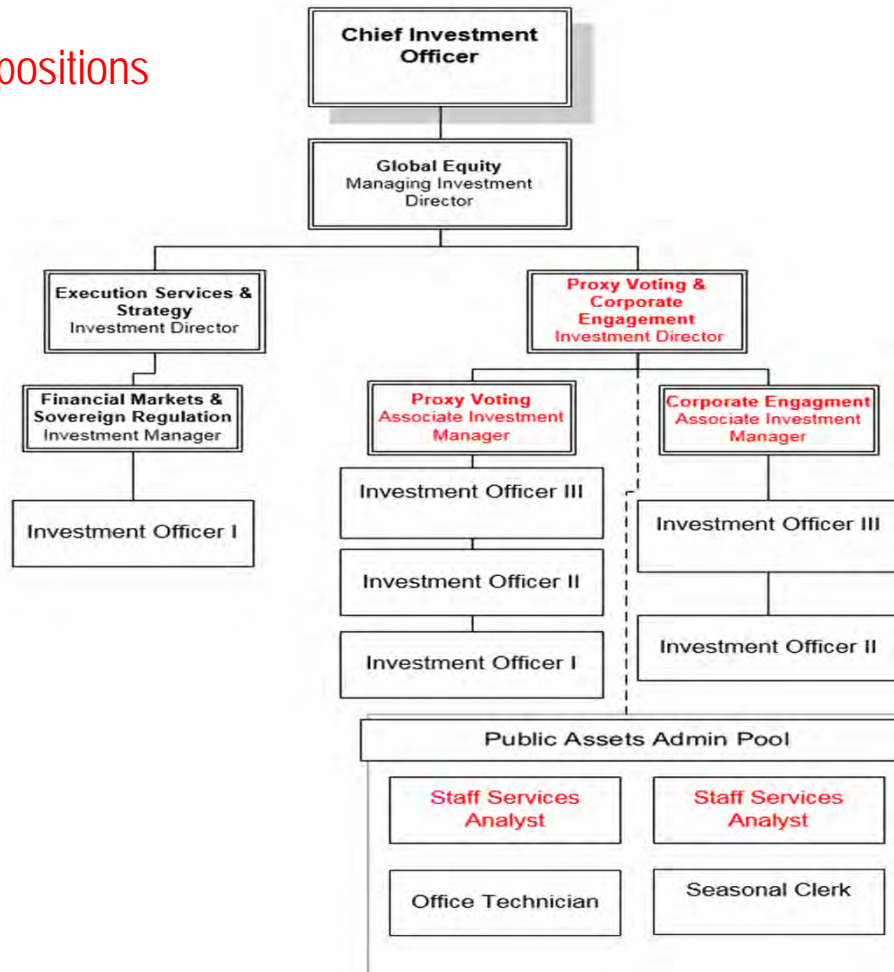 positions
Chief Investment
Officer
Global Equity
Managing Investment
Director
Execution Services &
Strategy
Investment Director
Proxy Voting &
Corporate
Engagement
Investment Director
Financial Markets &
Sovereign Regulation
Investment Manager
Proxy Voting
Associate Investment
Manager
Corporate Engagment
Associate Investment
Manager
Investment Officer I
Investment Officer III
Investment Officer II
Investment Officer I
Investment Officer III
Investment Officer II
Public Assets Admin Pool
Staff Services
Analyst
Staff Services
Analyst
Office Technician
Seasonal Clerk